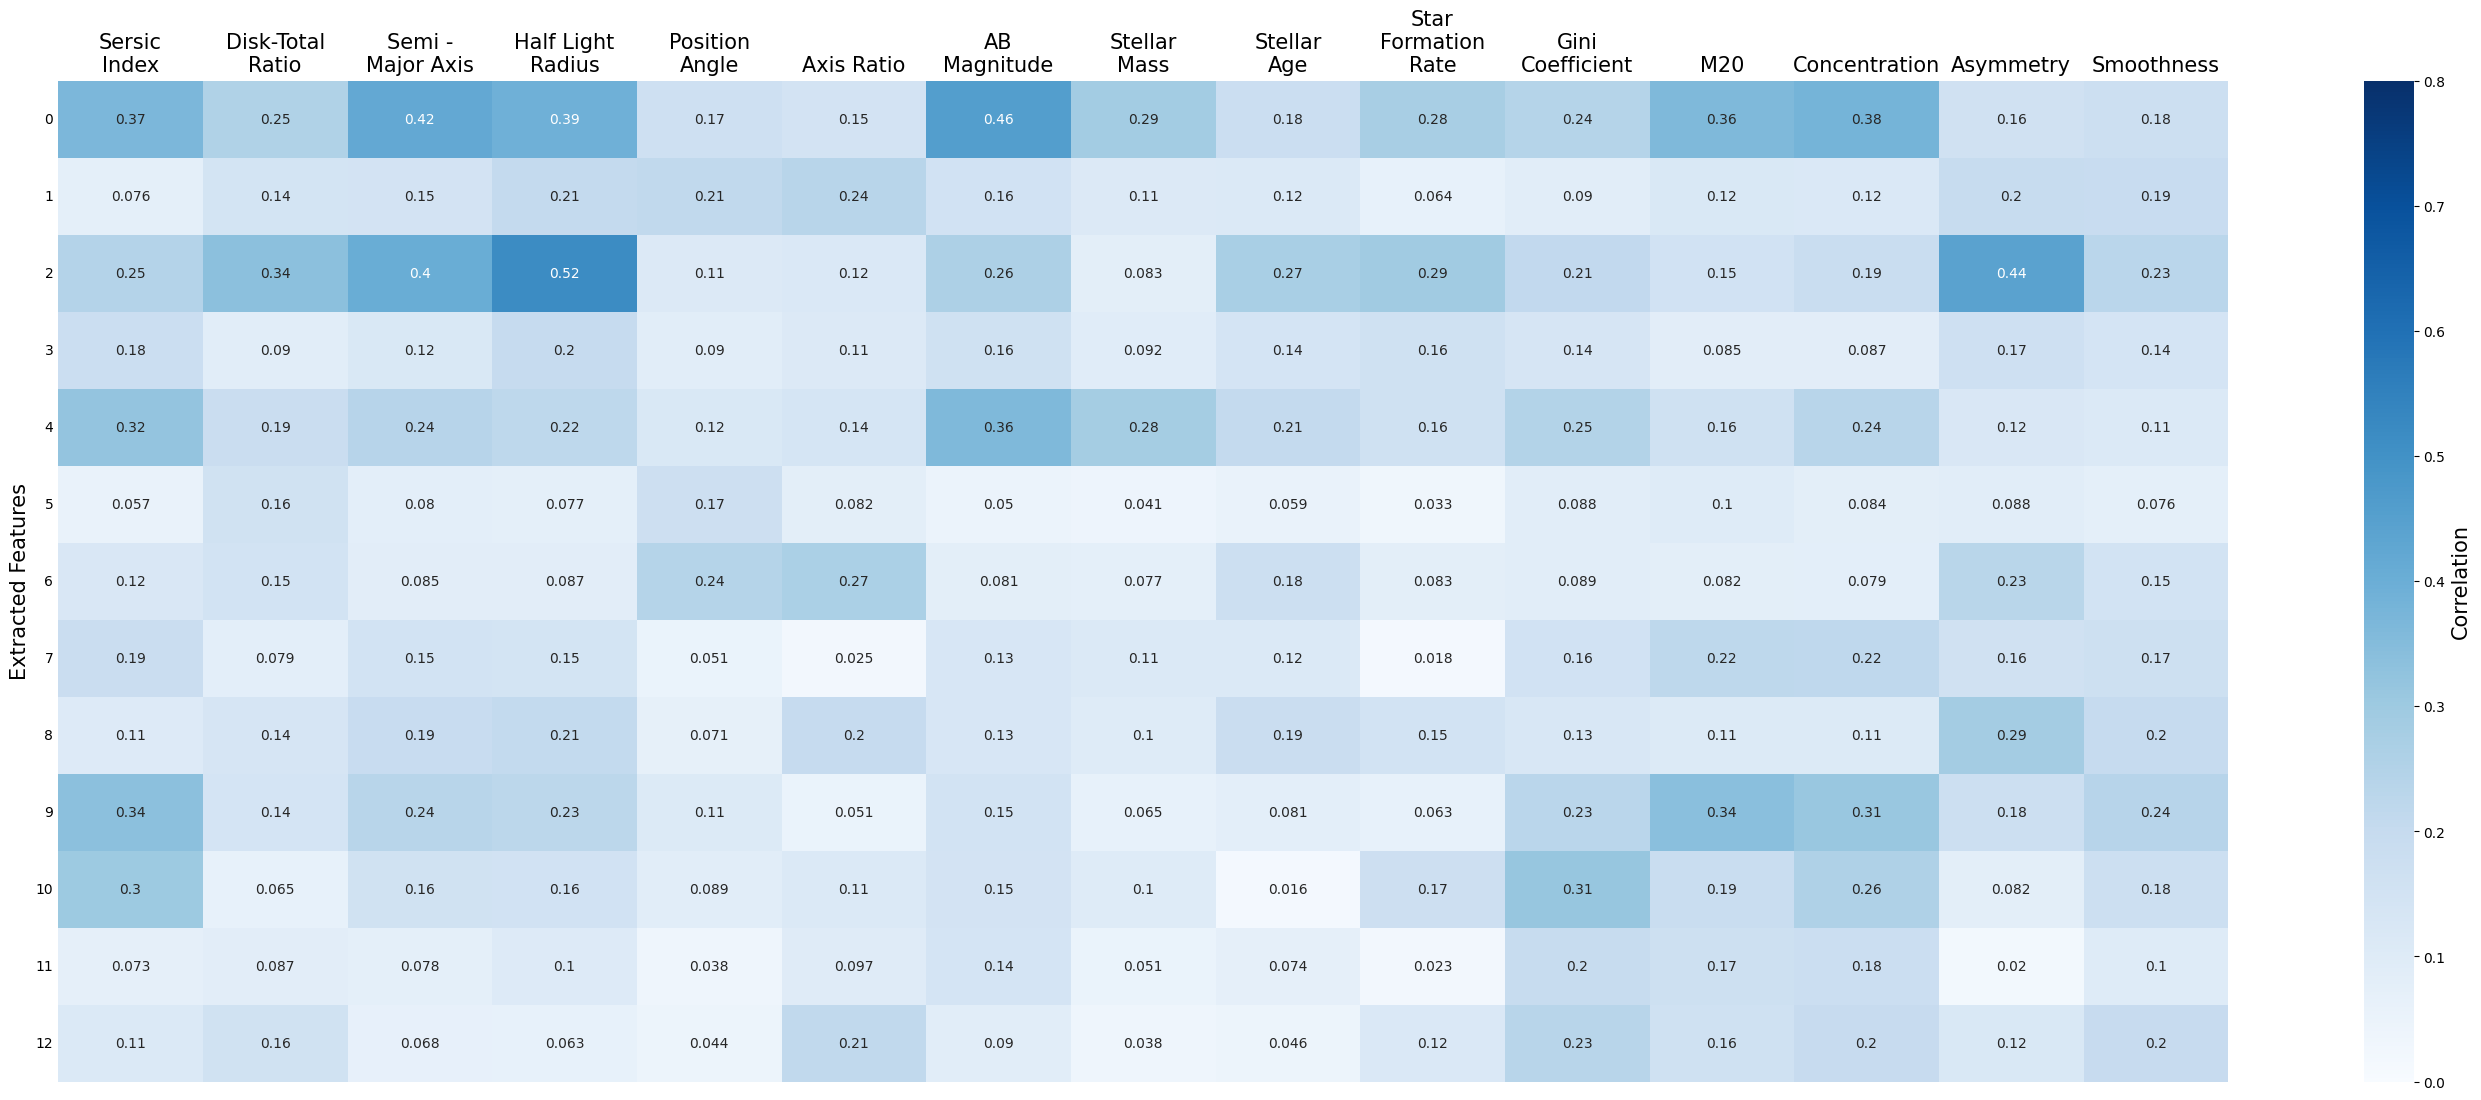 Star
Sersic Disk-Total Semi - Half Light Position AB Stellar Stellar Formation Gini
Index Ratio Major Axis Radius Angle Axis Ratio Magnitude Mass Age Rate Coefficient M20 Concentration Asymmetry Smoothness
0 0.37 0.25 0.42 0.39 0.17 0.15 0.46 0.29 0.18 0.28 0.24 0.36 0.38 0.16 0.18
1 0.076 0.14 0.15 0.21 0.21 0.24 0.16 0.11 0.12 0.064 0.09 0.12 0.12 0.2 0.19
2 0.25 0.34 0.4 0.52 0.11 0.12 0.26 0.083 0.27 0.29 0.21 0.15 0.19 0.44 0.23
3 0.18 0.09 0.12 0.2 0.09 0.11 0.16 0.092 0.14 0.16 0.14 0.085 0.087 0.17 0.14
4 0.32 0.19 0.24 0.22 0.12 0.14 0.36 0.28 0.21 0.16 0.25 0.16 0.24 0.12 0.11
5 0.057 0.16 0.08 0.077 0.17 0.082 0.05 0.041 0.059 0.033 0.088 0.1 0.084 0.088 0.076
6 0.12 0.15 0.085 0.087 0.24 0.27 0.081 0.077 0.18 0.083 0.089 0.082 0.079 0.23 0.15
7 0.19 0.079 0.15 0.15 0.051 0.025 0.13 0.11 0.12 0.018 0.16 0.22 0.22 0.16 0.17
8 0.11 0.14 0.19 0.21 0.071 0.2 0.13 0.1 0.19 0.15 0.13 0.11 0.11 0.29 0.2
9 0.34 0.14 0.24 0.23 0.11 0.051 0.15 0.065 0.081 0.063 0.23 0.34 0.31 0.18 0.24
10 0.3 0.065 0.16 0.16 0.089 0.11 0.15 0.1 0.016 0.17 0.31 0.19 0.26 0.082 0.18
11 0.073 0.087 0.078 0.1 0.038 0.097 0.14 0.051 0.074 0.023 0.2 0.17 0.18 0.02 0.1
12 0.11 0.16 0.068 0.063 0.044 0.21 0.09 0.038 0.046 0.12 0.23 0.16 0.2 0.12 0.2
Extracted Features
0.8
0.7
0.6
0.5
0.4
0.3
0.2
0.1
0.0
Correlation